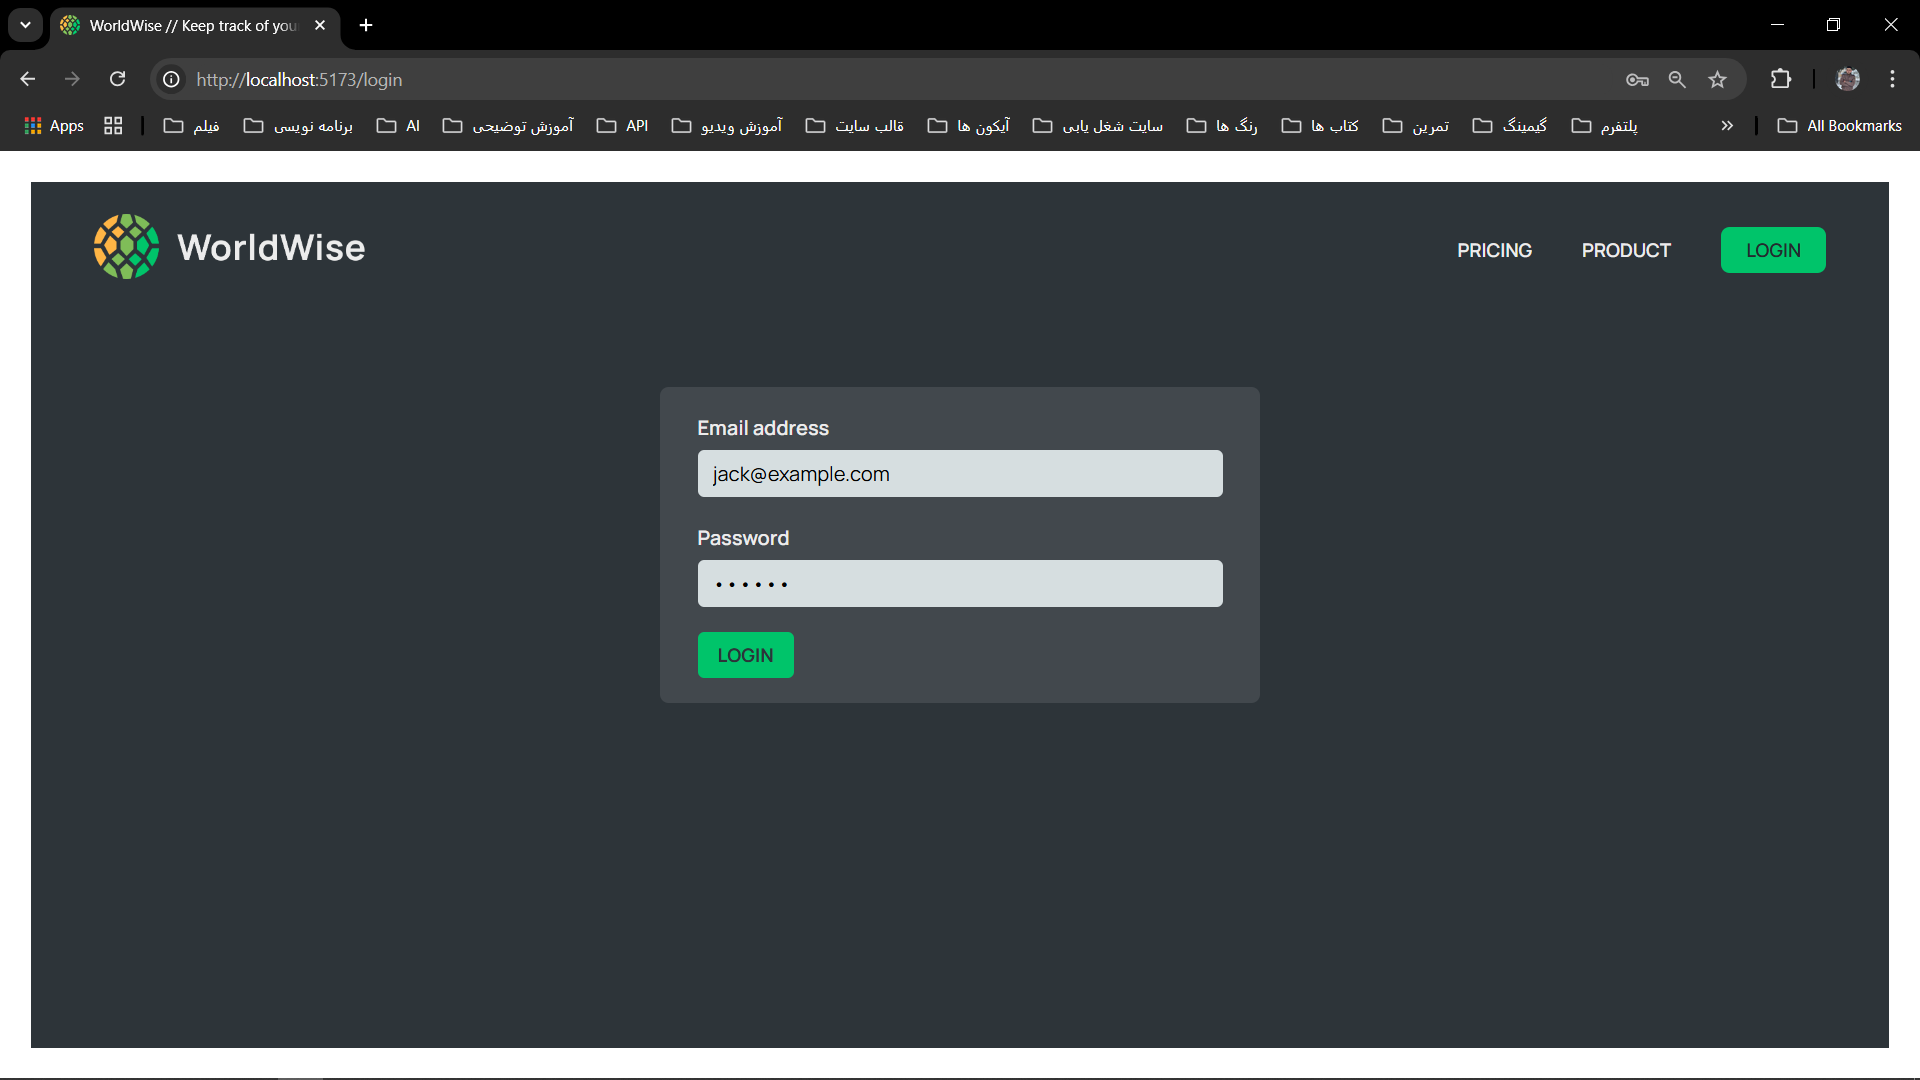 WorldWise // Keep track of you
http://localhost:5173/login
Apps فیلم برنامه نویسی AI آموزش توضیحی API آموزش ویدیو قالب سایت آیکون ها سایت شغل یابی رنگ ها کتاب ها تمرین گیمینگ پلتفرم » All Bookmarks
WorldWise PRICING PRODUCT LOGIN
Email address
jack@example.com
Password
••••••
LOGIN